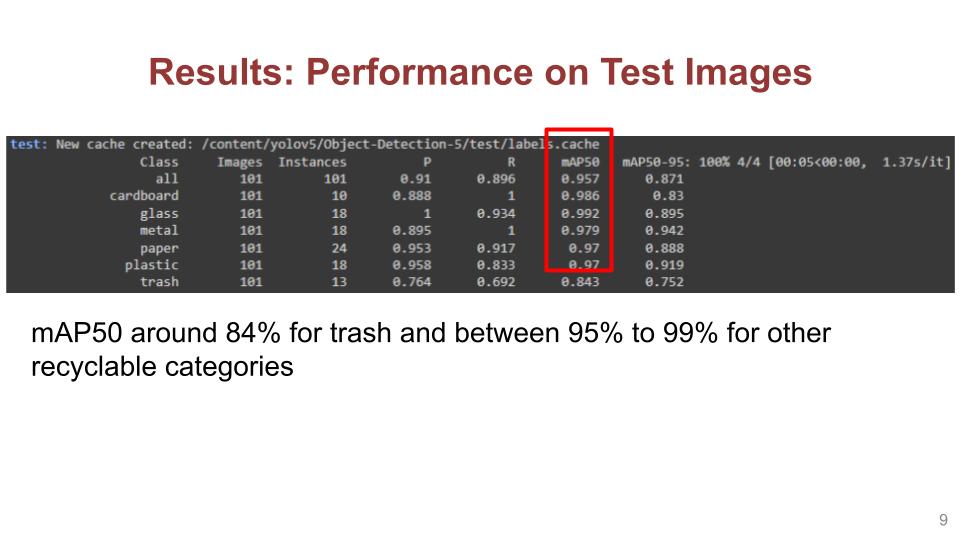 Results: Performance on Test Images
test: New cache created: /content/yolov5/Object-Detection-5/test/labels.cache
Class Images Instances P R mAP50 mAP50-95: 100% 4/4 [00:05<00:00, 1.37s/it]
all 101 101 0.91 0.896 0.957 0.871
cardboard 101 10 0.888 1 0.986 0.83
glass 101 18 1 0.934 0.992 0.895
metal 101 18 0.895 1 0.979 0.942
paper 101 24 0.953 0.917 0.97 0.888
plastic 101 18 0.958 0.833 0.97 0.919
trash 101 13 0.764 0.692 0.843 0.752
mAP50 around 84% for trash and between 95% to 99% for other
recyclable categories
9